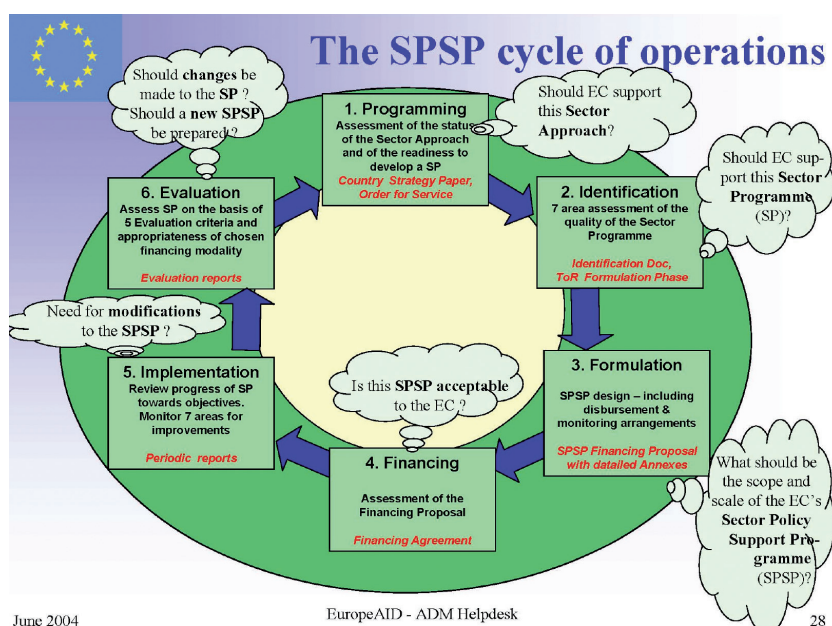 The SPSP cycle of operations
Should changes be
made to the SP ?
Should a new SPSP
be prepared ?
1. Programming
Assessment of the status
of the Sector Approach
and of the readiness to
develop a SP
Country Strategy Paper,
Order for Service
Should EC support
this Sector
Approach?
Should EC sup-
port this Sector
Programme
(SP)?
2. Identification
7 area assessment of the
quality of the Sector
Programme
Identification Doc,
ToR Formulation Phase
6. Evaluation
Assess SP on the basis of
5 Evaluation criteria and
appropriateness of chosen
financing modality
Evaluation reports
Need for modifications
to the SPSP ?
5. Implementation
Review progress of SP
towards objectives.
Monitor 7 areas for
improvements
Periodic reports
Is this SPSP acceptable
to the EC ?
3. Formulation
SPSP design – including
disbursement &
monitoring arrangements
SPSP Financing Proposal
with datailed Annexes
4. Financing
Assessment of the
Financing Proposal
Financing Agreement
What should be
the scope and
scale of the EC's
Sector Policy
Support Pro-
gramme
(SPSP)?
June 2004
EuropeAID - ADM Helpdesk
28